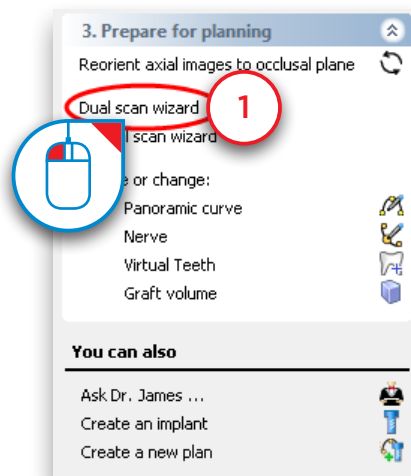 3. Prepare for planning
Reorient axial images to occlusal plane
Dual scan wizard
1
scan wizard
or change:
Panoramic curve
Nerve
Virtual Teeth
Graft volume
You can also
Ask Dr. James ...
Create an implant
Create a new plan